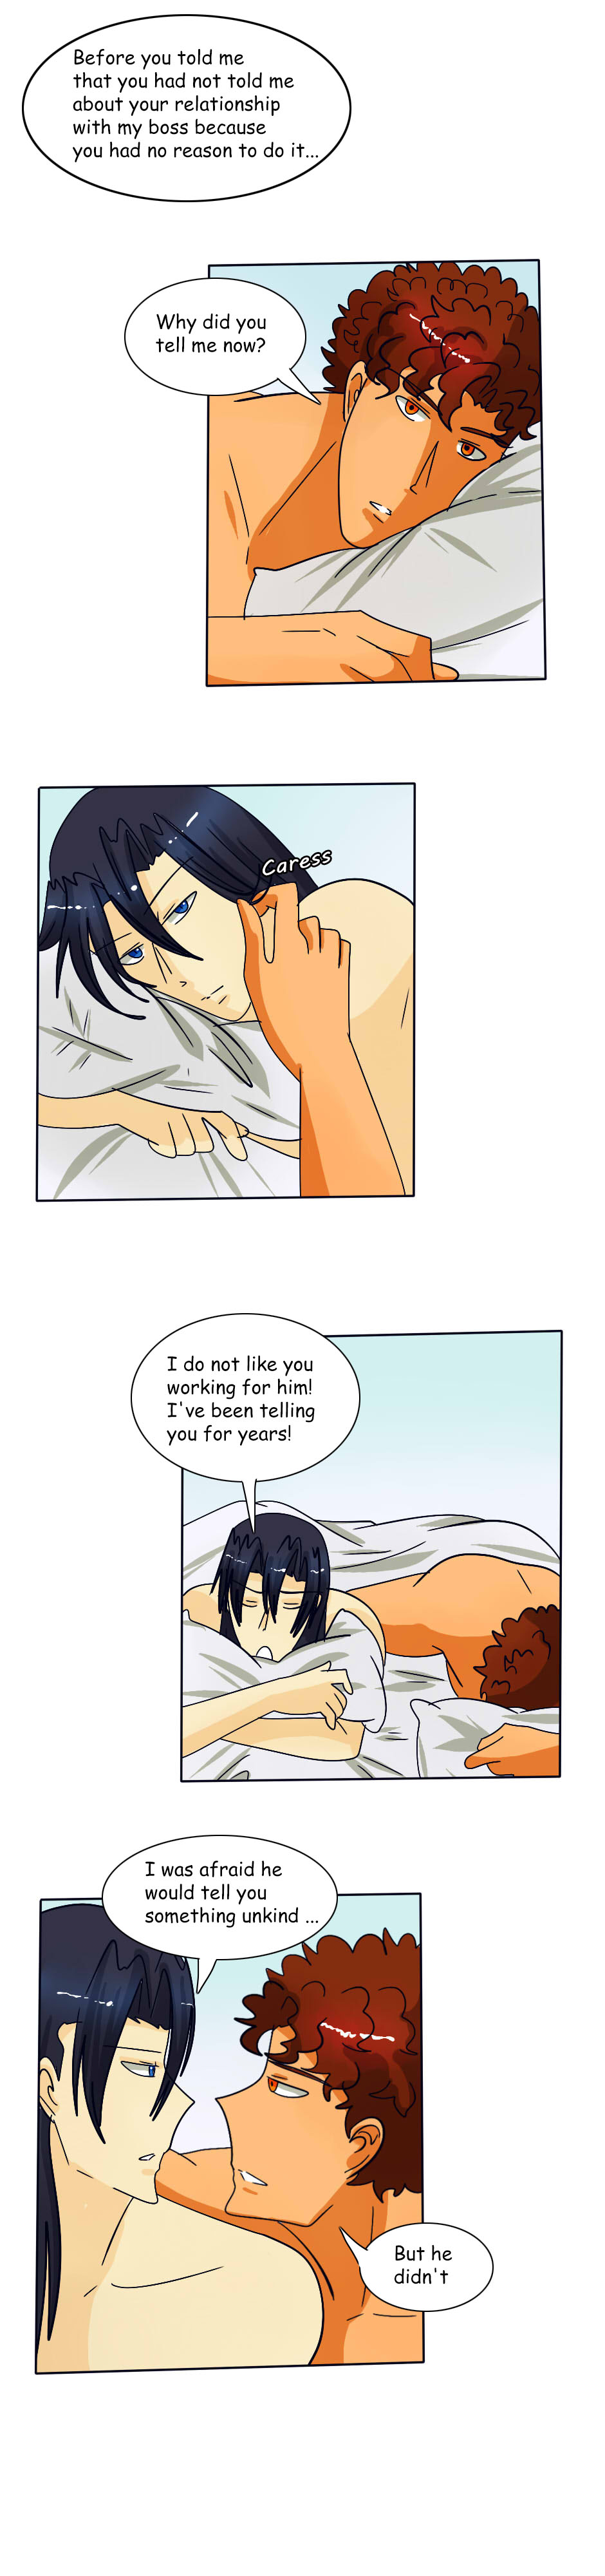 Before you told me
that you had not told me
about your relationship
with my boss because
you had no reason to do it...
Why did you
tell me now?
Caress
I do not like you
working for him!
I've been telling
you for years!
I was afraid he
would tell you
something unkind ...
But he
didn't